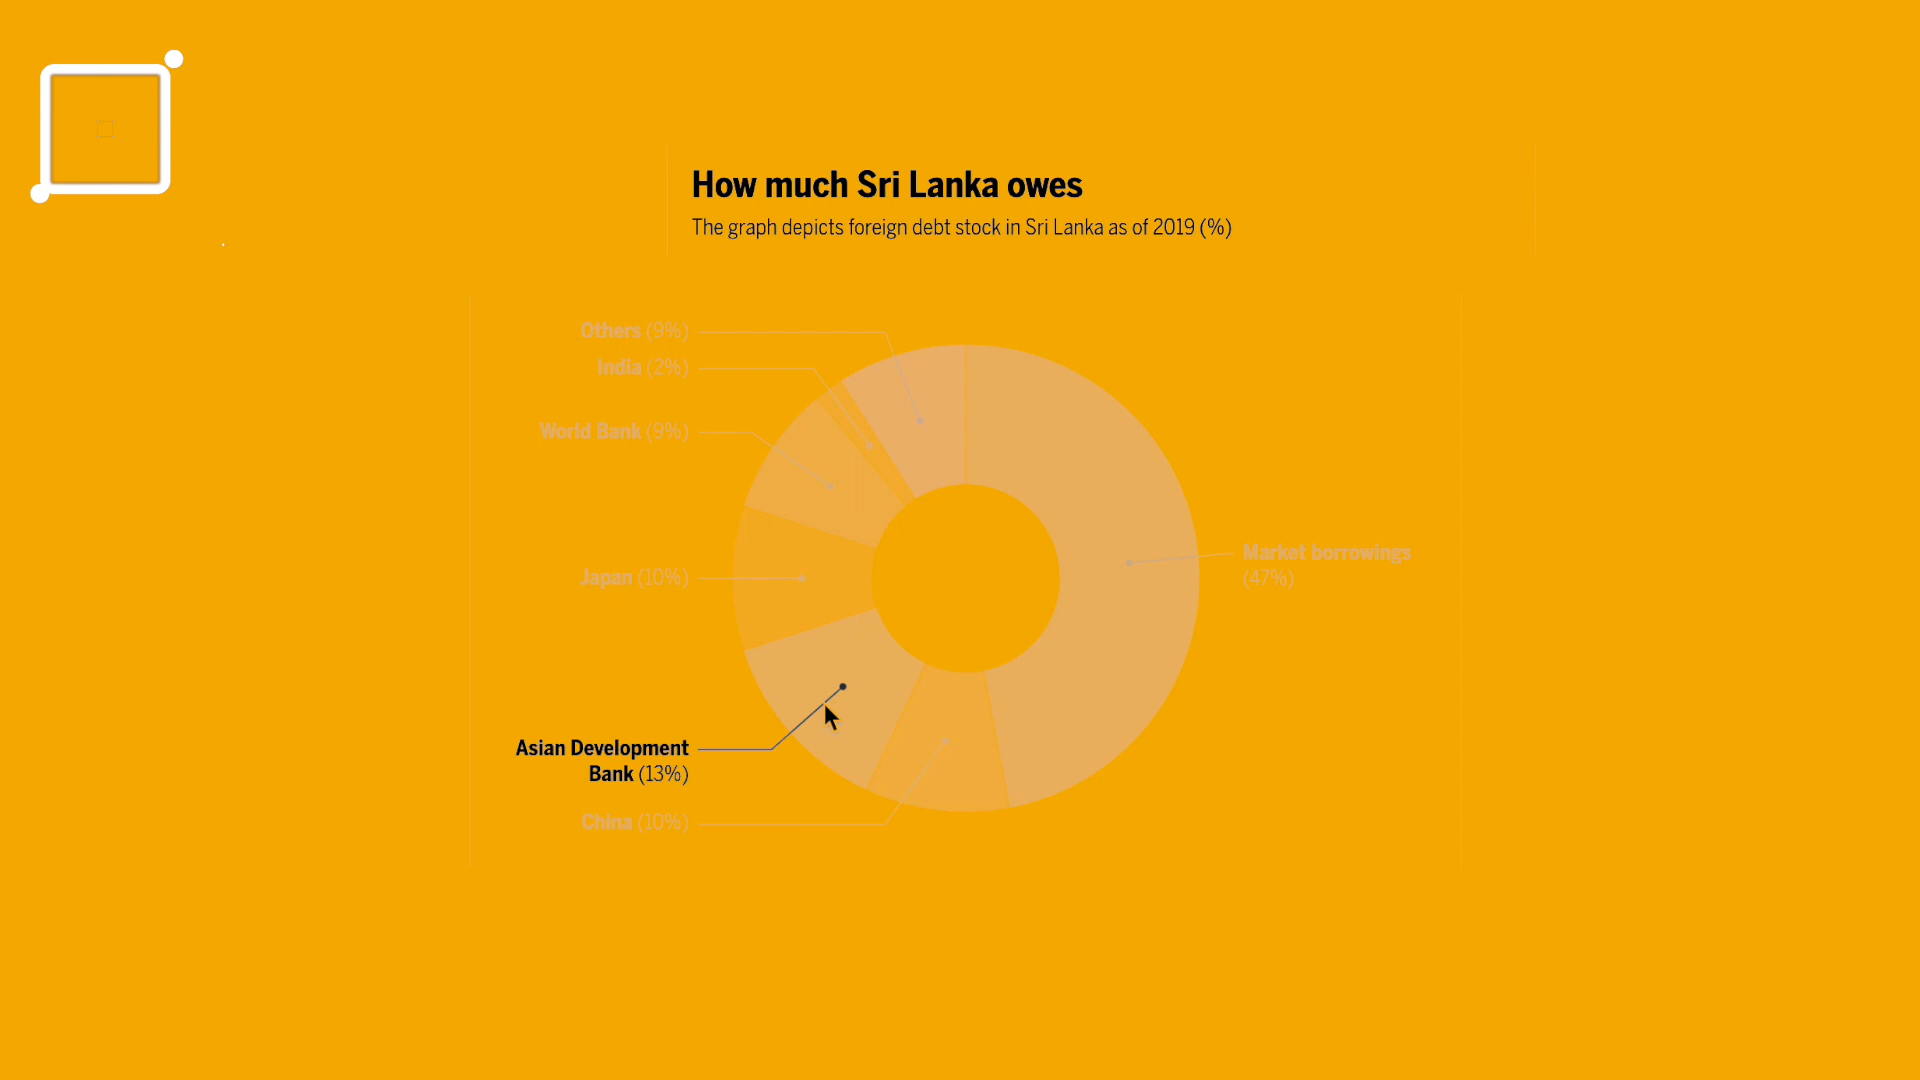 How much Sri Lanka owes
The graph depicts foreign debt stock in Sri Lanka as of 2019 (%)
Others (9%)
India (2%)
World Bank (9%)
Japan (10%)
Market borrowings
(47%)
Asian Development
Bank (13%)
China (10%)